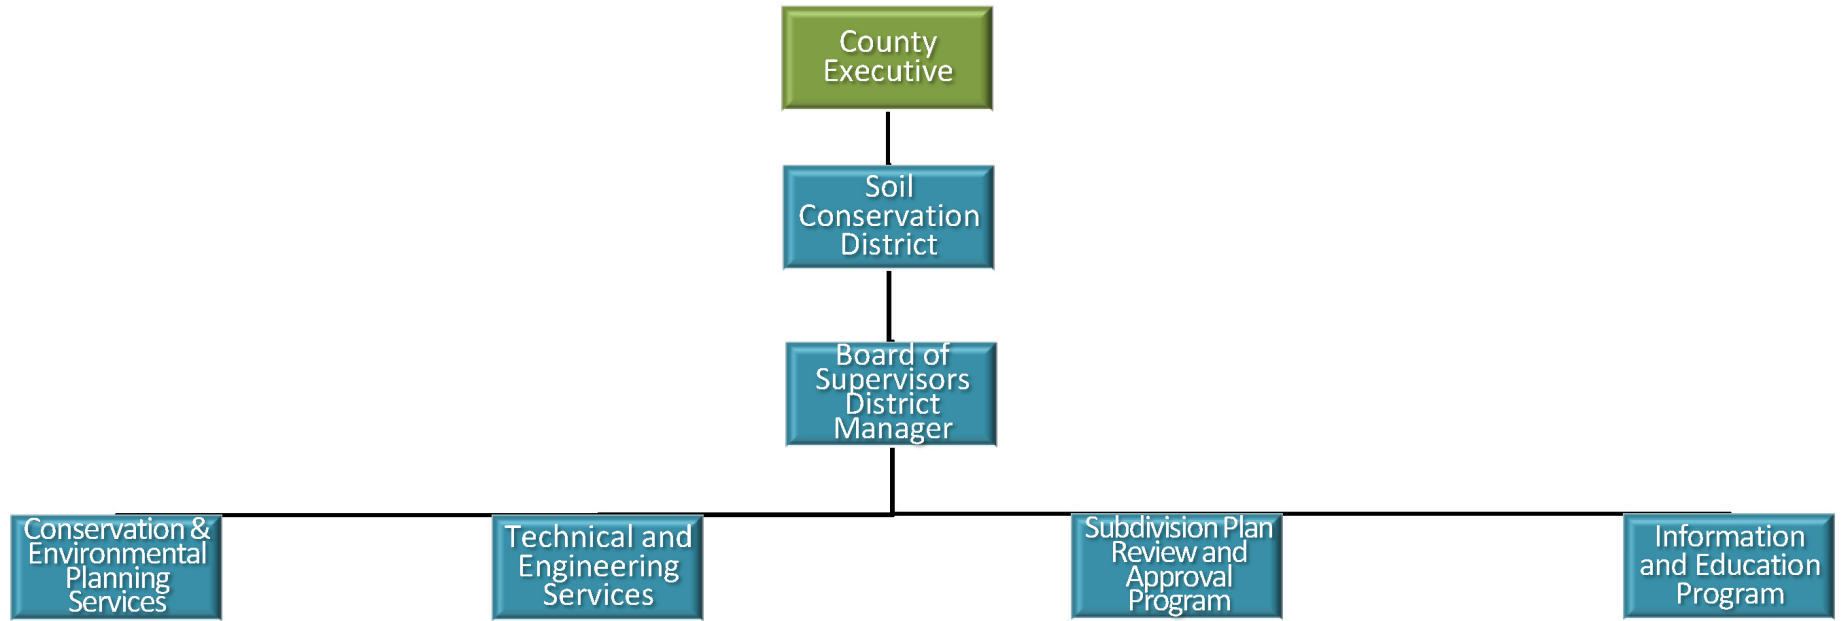 County
Executive
Soil
Conservation
District
Board of
Supervisors
District
Manager
Conservation &
Environmental
Planning
Services
Technical and
Engineering
Services
Subdivision Plan
Review and
Approval
Program
Information
and Education
Program